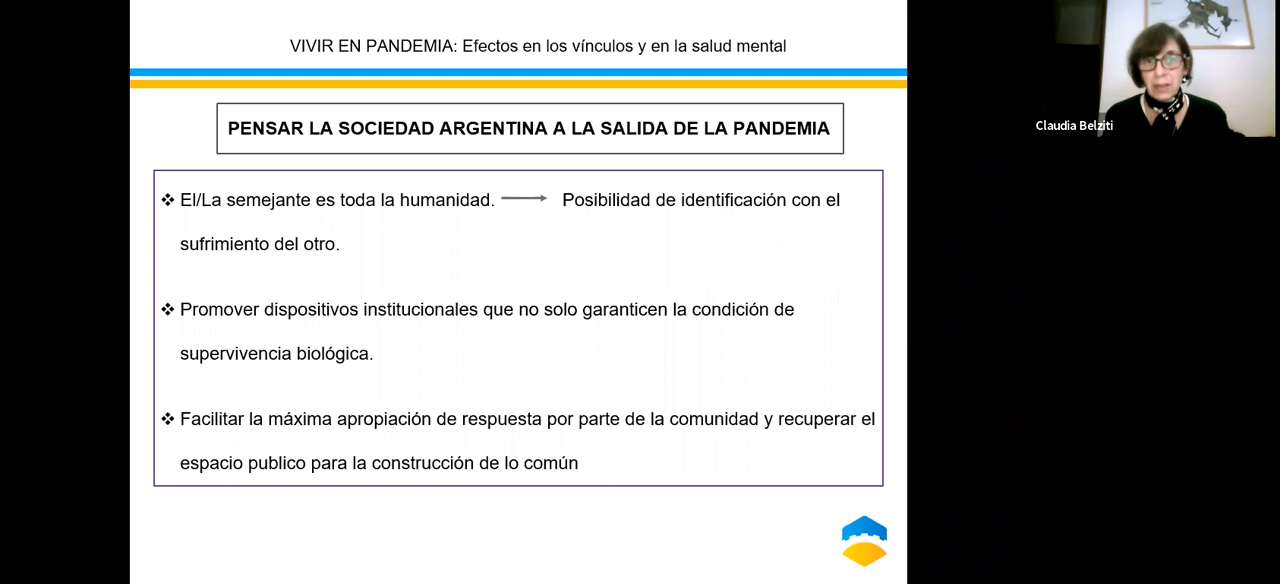 VIVIR EN PANDEMIA: Efectos en los vínculos y en la salud mental
PENSAR LA SOCIEDAD ARGENTINA A LA SALIDA DE LA PANDEMIA
❖ El/La semejante es toda la humanidad. → Posibilidad de identificación con el
sufrimiento del otro.
❖ Promover dispositivos institucionales que no solo garanticen la condición de
supervivencia biológica.
❖ Facilitar la máxima apropiación de respuesta por parte de la comunidad y recuperar el
espacio publico para la construcción de lo común
Claudia Belziti